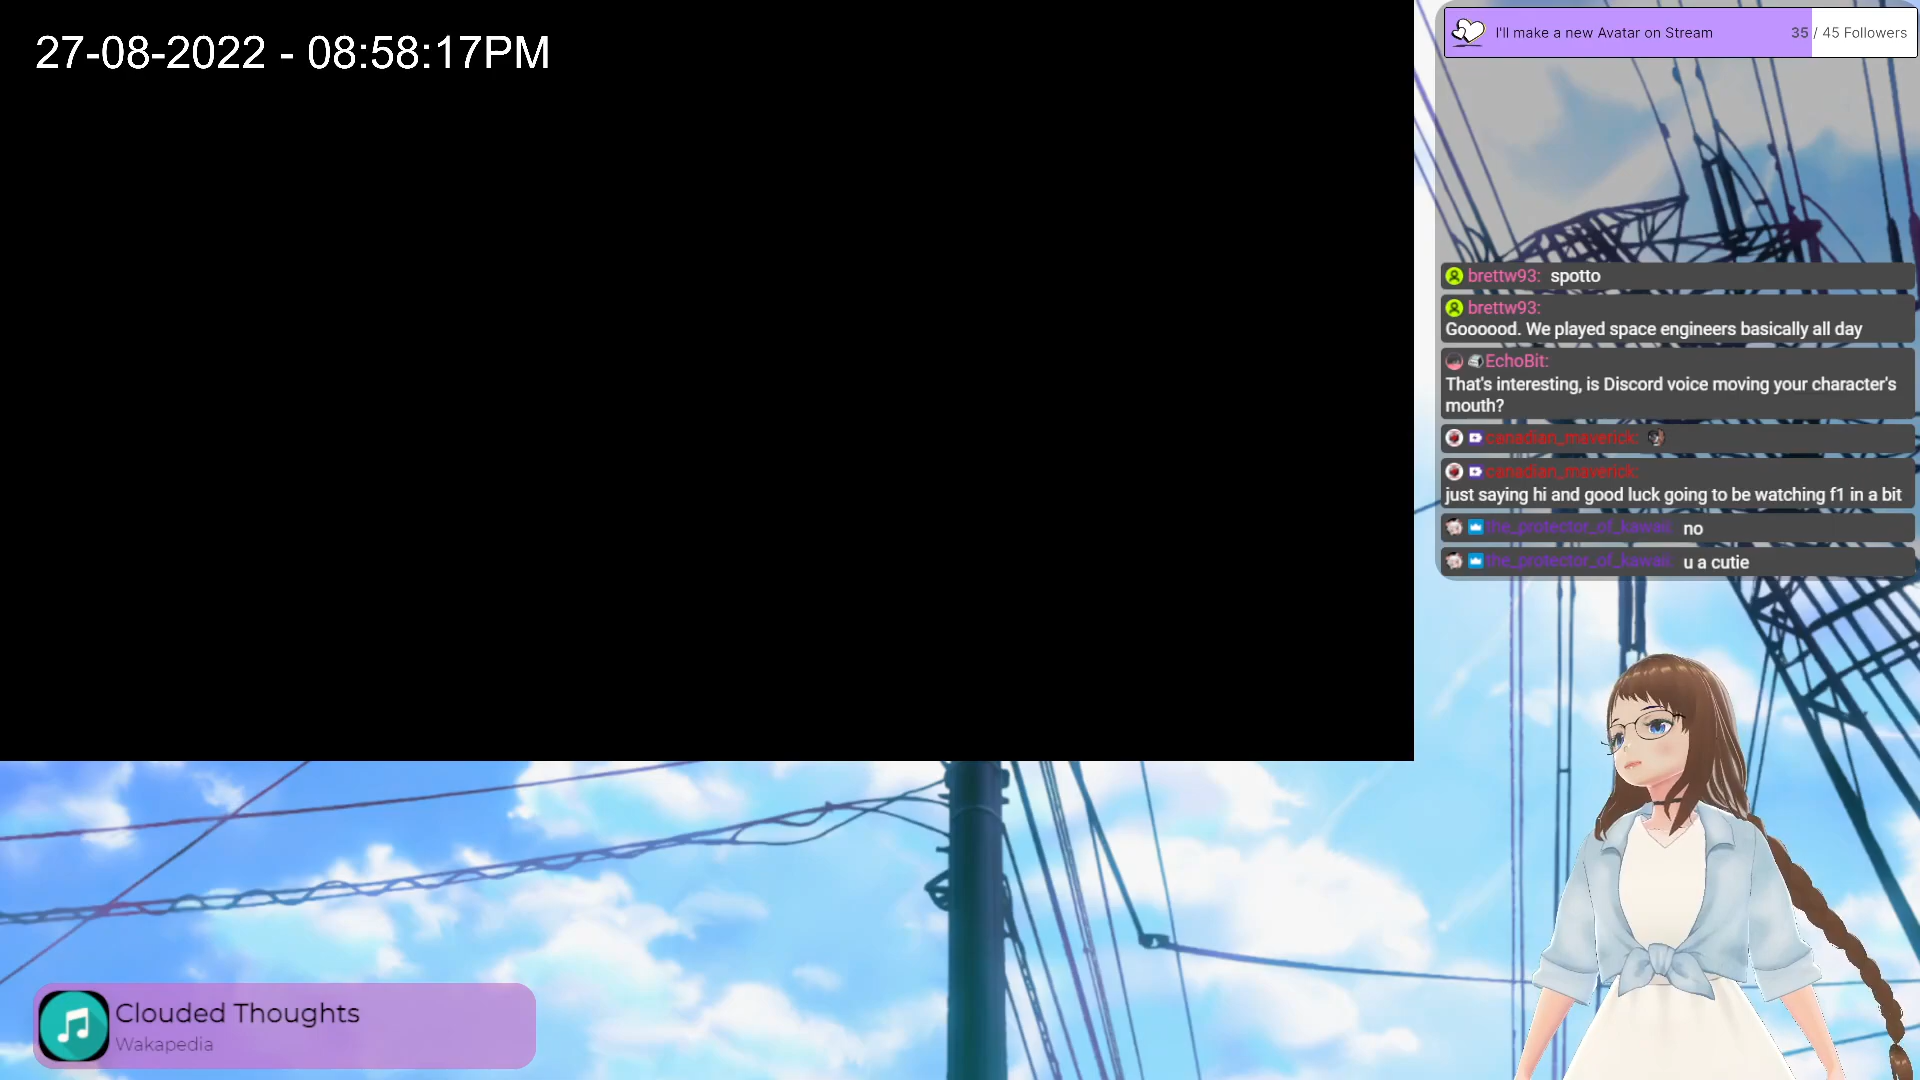 27-08-2022 - 08:58:17PM
I'll make a new Avatar on Stream 35 / 45 Followers
brettw93: spotto
brettw93:
Goooood. We played space engineers basically all day
EchoBit:
That's interesting, is Discord voice moving your character's
mouth?
canadian_maverick:
canadian_maverick:
just saying hi and good luck going to be watching f1 in a bit
the_protector_of_kawaii: no
the_protector_of_kawaii: u a cutie
Clouded Thoughts
Wakapedia